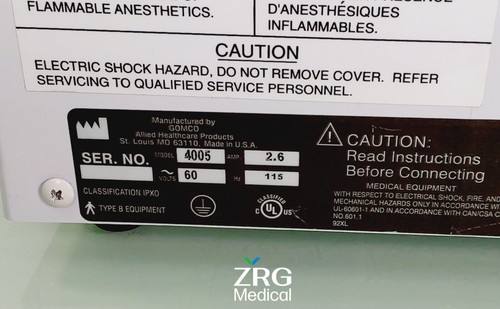 FLAMMABLE ANESTHETICS.
D'ANESTHÉSIQUES
INFLAMMABLES.
CAUTION
ELECTRIC SHOCK HAZARD, DO NOT REMOVE COVER. REFER
SERVICING TO QUALIFIED SERVICE PERSONNEL.
Manufactured by
GOMCO
Allied Healthcare Products
St. Louis MO 63110, Made in U.S.A.
SER. NO. MODEL 4005 AMP. 2.6
VOLTS 60 Hz 115
CLASSIFICATION IPXO
TYPE B EQUIPMENT
CLASSIFIED
C UL US
CAUTION:
Read Instructions
Before Connecting
MEDICAL EQUIPMENT
WITH RESPECT TO ELECTRICAL SHOCK, FIRE, AND
MECHANICAL HAZARDS ONLY IN ACCORDANCE WITH
UL-60601-1 AND IN ACCORDANCE WITH CAN/CSA C
NO.601.1
92XL
ZRG
Medical